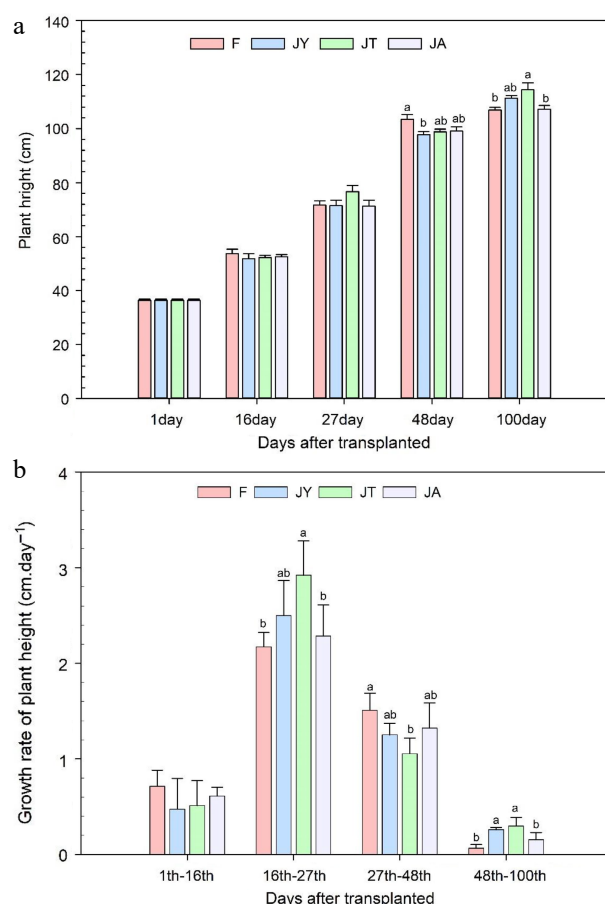 a
F JY JT JA
Plant hright (cm)
140
120
100
80
60
40
20
0
a b ab ab
b ab a b
1day 16day 27day 48day 100day
Days after transplanted
b
F JY JT JA
Growth rate of plant height (cm.day⁻¹)
4
3
2
1
0
b ab a b
a ab b ab
b a a b
1th-16th 16th-27th 27th-48th 48th-100th
Days after transplanted